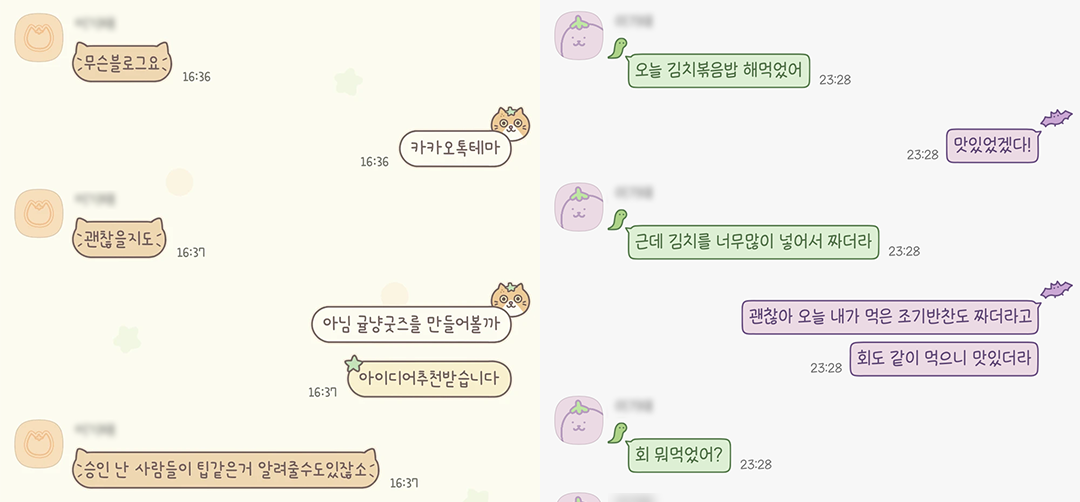 무슨블로그요
16:36
카카오톡테마
16:36
괜찮을지도
16:37
아님 귤냥굿즈를 만들어볼까
아이디어추천받습니다
16:37
승인 난 사람들이 팁같은거 알려줄수도있잖소
16:37
오늘 김치볶음밥 해먹었어
23:28
맛있었겠다!
23:28
근데 김치를 너무많이 넣어서 짜더라
23:28
괜찮아 오늘 내가 먹은 조기반찬도 짜더라고
회도 같이 먹으니 맛있더라
23:28
회 뭐먹었어?
23:28